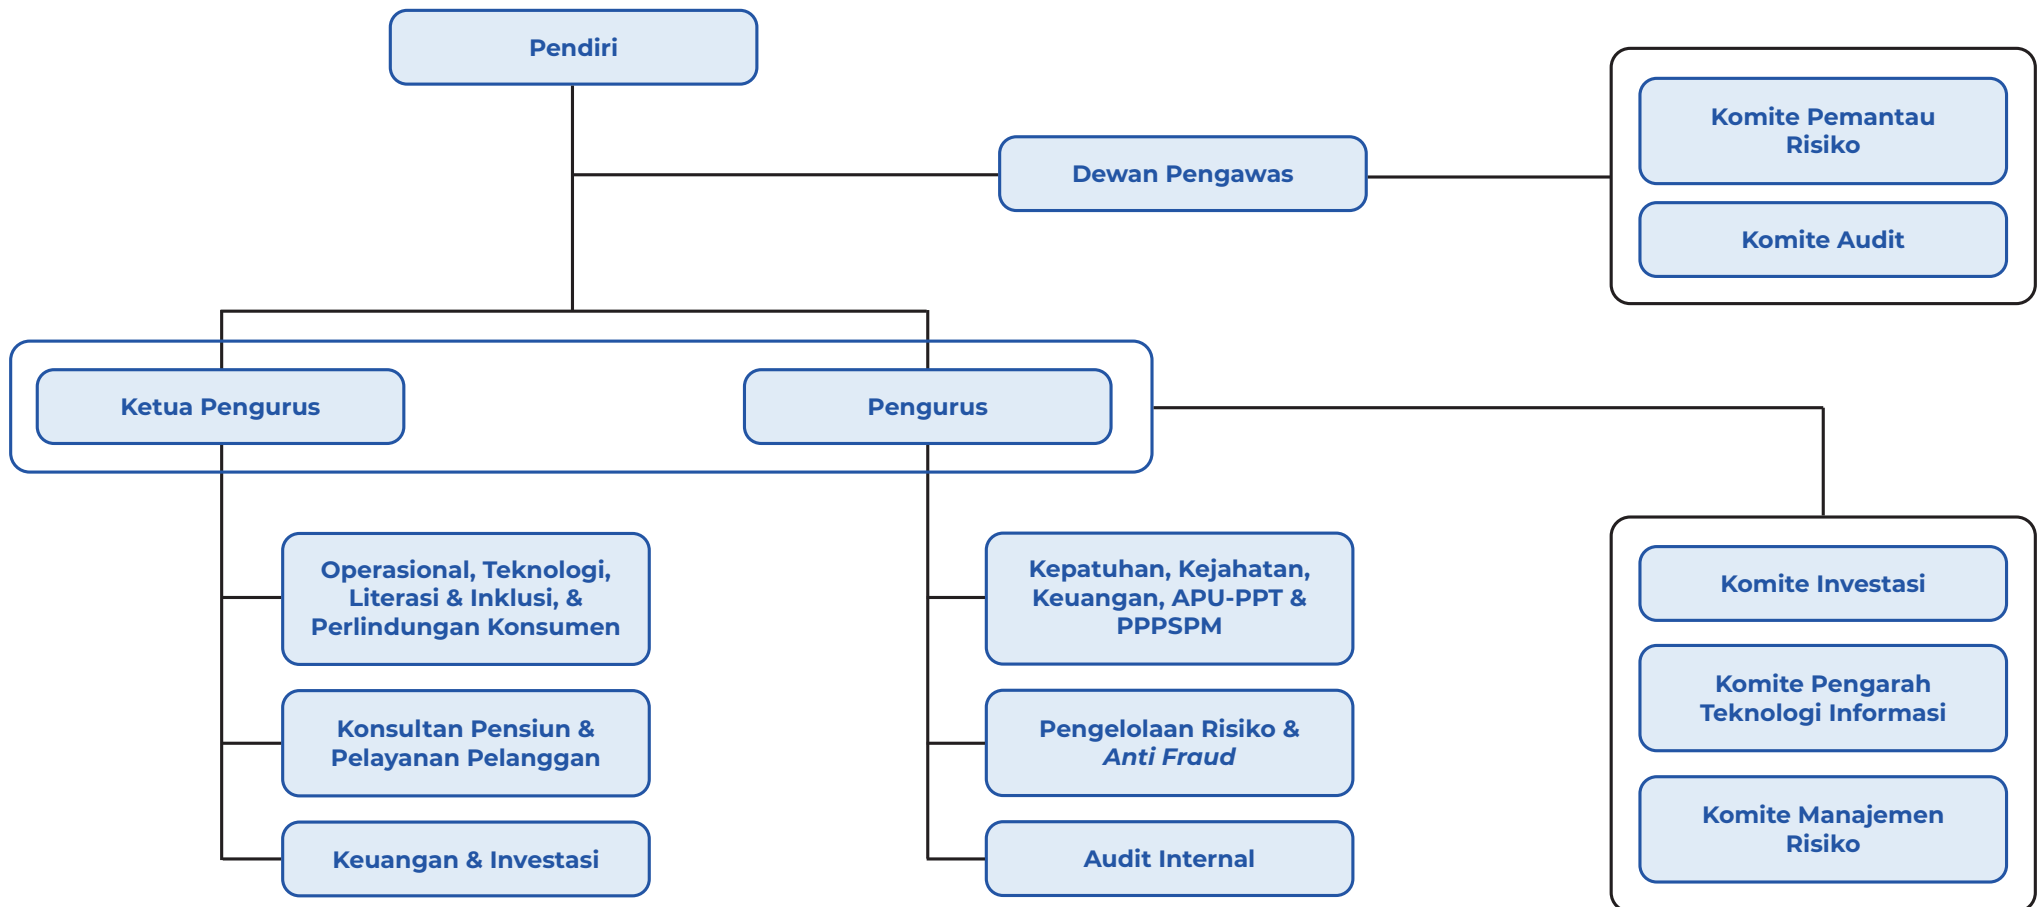 Pendiri
Dewan Pengawas
Komite Pemantau
Risiko
Komite Audit
Ketua Pengurus
Pengurus
Operasional, Teknologi,
Literasi & Inklusi, &
Perlindungan Konsumen
Konsultan Pensiun &
Pelayanan Pelanggan
Keuangan & Investasi
Kepatuhan, Kejahatan,
Keuangan, APU-PPT &
PPPSPM
Pengelolaan Risiko &
Anti Fraud
Audit Internal
Komite Investasi
Komite Pengarah
Teknologi Informasi
Komite Manajemen
Risiko